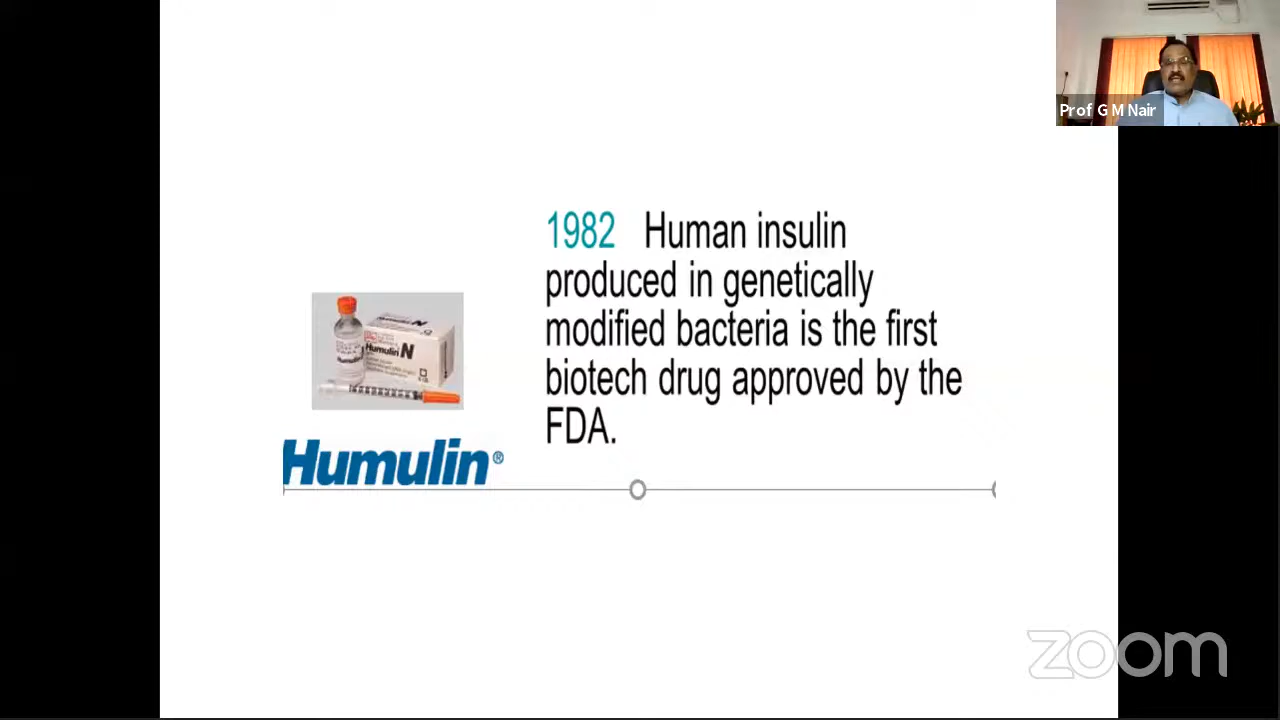 Prof G M Nair
1982 Human insulin
produced in genetically
modified bacteria is the first
biotech drug approved by the
FDA.
Humulin N
Humulin®
zoom